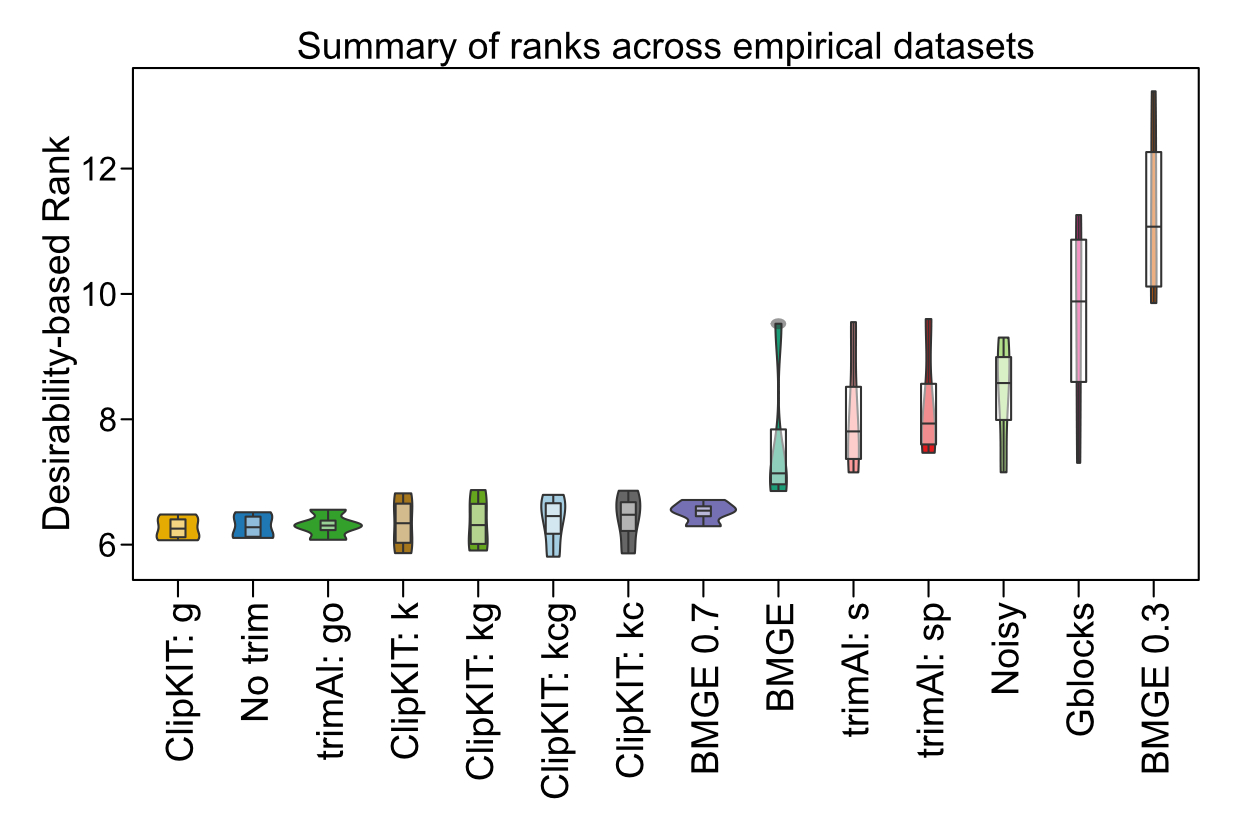 Summary of ranks across empirical datasets
Desirability-based Rank
12
10
8
6
ClipKIT: g
No trim
trimAl: go
ClipKIT: k
ClipKIT: kg
ClipKIT: kcg
ClipKIT: kc
BMGE 0.7
BMGE
trimAl: s
trimAl: sp
Noisy
Gblocks
BMGE 0.3